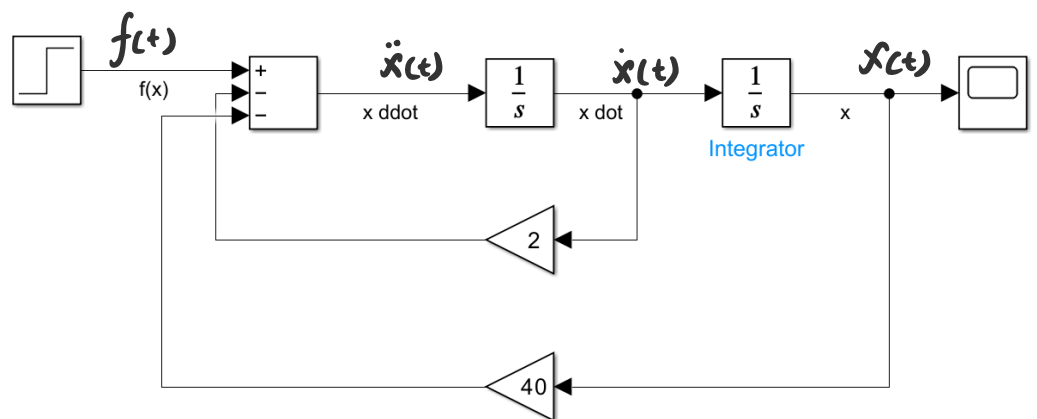 f(t)
f(x)
+
−
−
ẍ(t)
x ddot
1
s
ẋ(t)
x dot
1
s
Integrator
x(t)
x
2
40